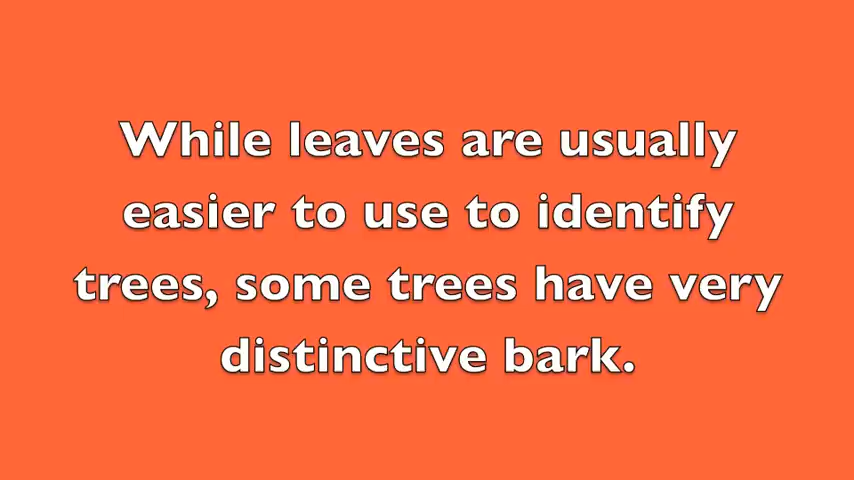 While leaves are usually
easier to use to identify
trees, some trees have very
distinctive bark.